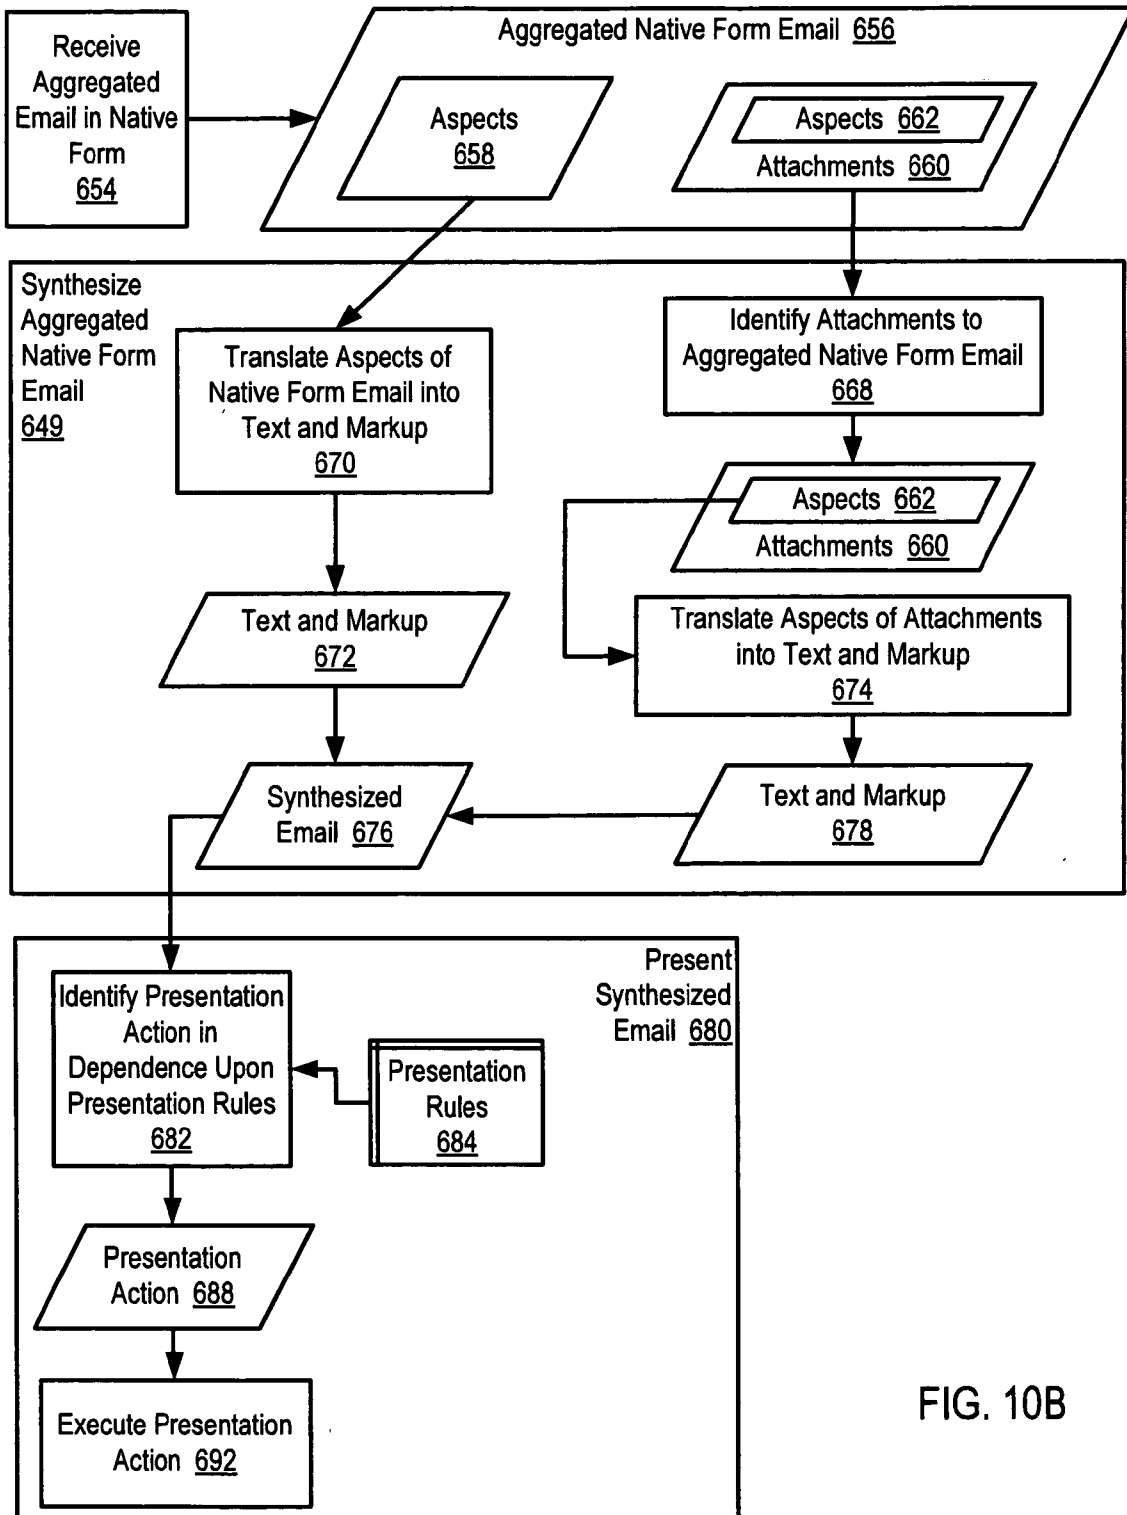 Receive
Aggregated
Email in Native
Form
654
Aggregated Native Form Email 656
Aspects
658
Aspects 662
Attachments 660
Synthesize
Aggregated
Native Form
Email
649
Translate Aspects of
Native Form Email into
Text and Markup
670
Identify Attachments to
Aggregated Native Form Email
668
Aspects 662
Attachments 660
Text and Markup
672
Translate Aspects of Attachments
into Text and Markup
674
Synthesized
Email 676
Text and Markup
678
Present
Synthesized
Email 680
Identify Presentation
Action in
Dependence Upon
Presentation Rules
682
Presentation
Rules
684
Presentation
Action 688
Execute Presentation
Action 692
FIG. 10B